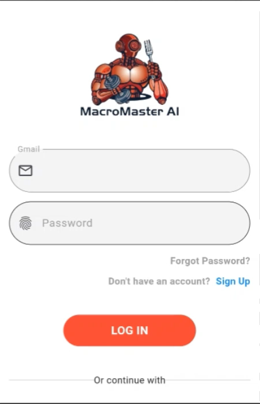 MacroMaster AI
Gmail
Password
Forgot Password?
Don't have an account? Sign Up
LOG IN
Or continue with